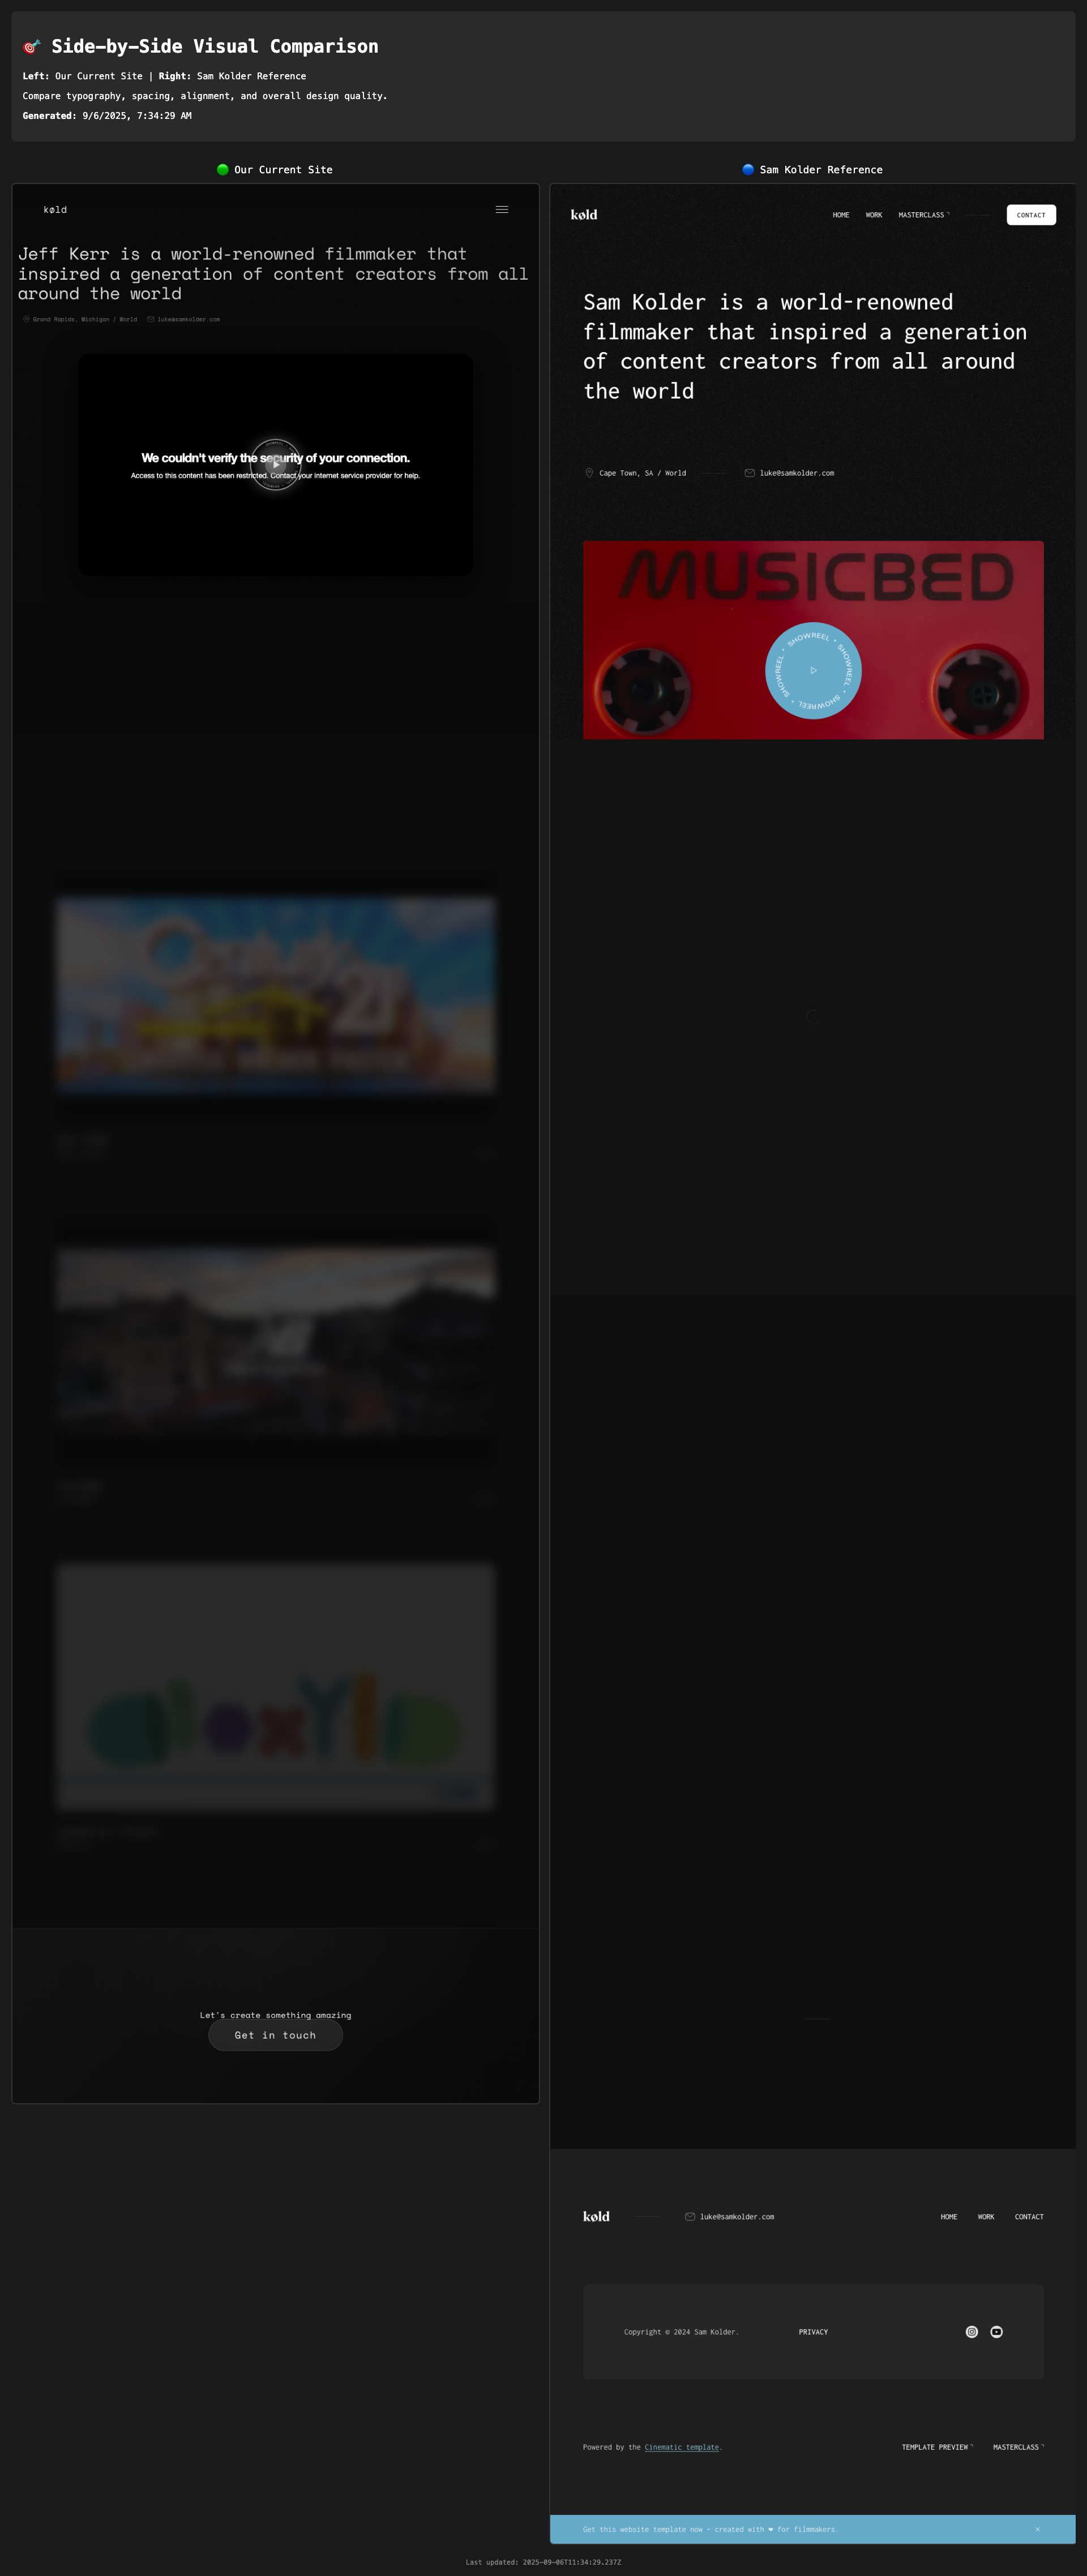 Side-by-Side Visual Comparison
Left: Our Current Site | Right: Sam Kolder Reference
Compare typography, spacing, alignment, and overall design quality.
Generated: 9/6/2025, 7:34:29 AM
Our Current Site
køld
Jeff Kerr is a world-renowned filmmaker that
inspired a generation of content creators from all
around the world
Grand Rapids, Michigan / World
luke@samkolder.com
We couldn't verify the security of your connection.
Access to this content has been restricted. Contact your internet service provider for help.
Century
21
Let's create something amazing
Get in touch
Sam Kolder Reference
køld
HOME
WORK
MASTERCLASS
CONTACT
Sam Kolder is a world-renowned
filmmaker that inspired a generation
of content creators from all around
the world
Cape Town, SA / World
luke@samkolder.com
MUSICBED
SHOWREEL • SHOWREEL • SHOWREEL • SHOWREEL •
køld
luke@samkolder.com
HOME
WORK
CONTACT
Copyright © 2024 Sam Kolder.
PRIVACY
Powered by the Cinematic template.
TEMPLATE PREVIEW
MASTERCLASS
Get this website template now – created with ❤ for filmmakers.
×
Last updated: 2025-09-06T11:34:29.237Z